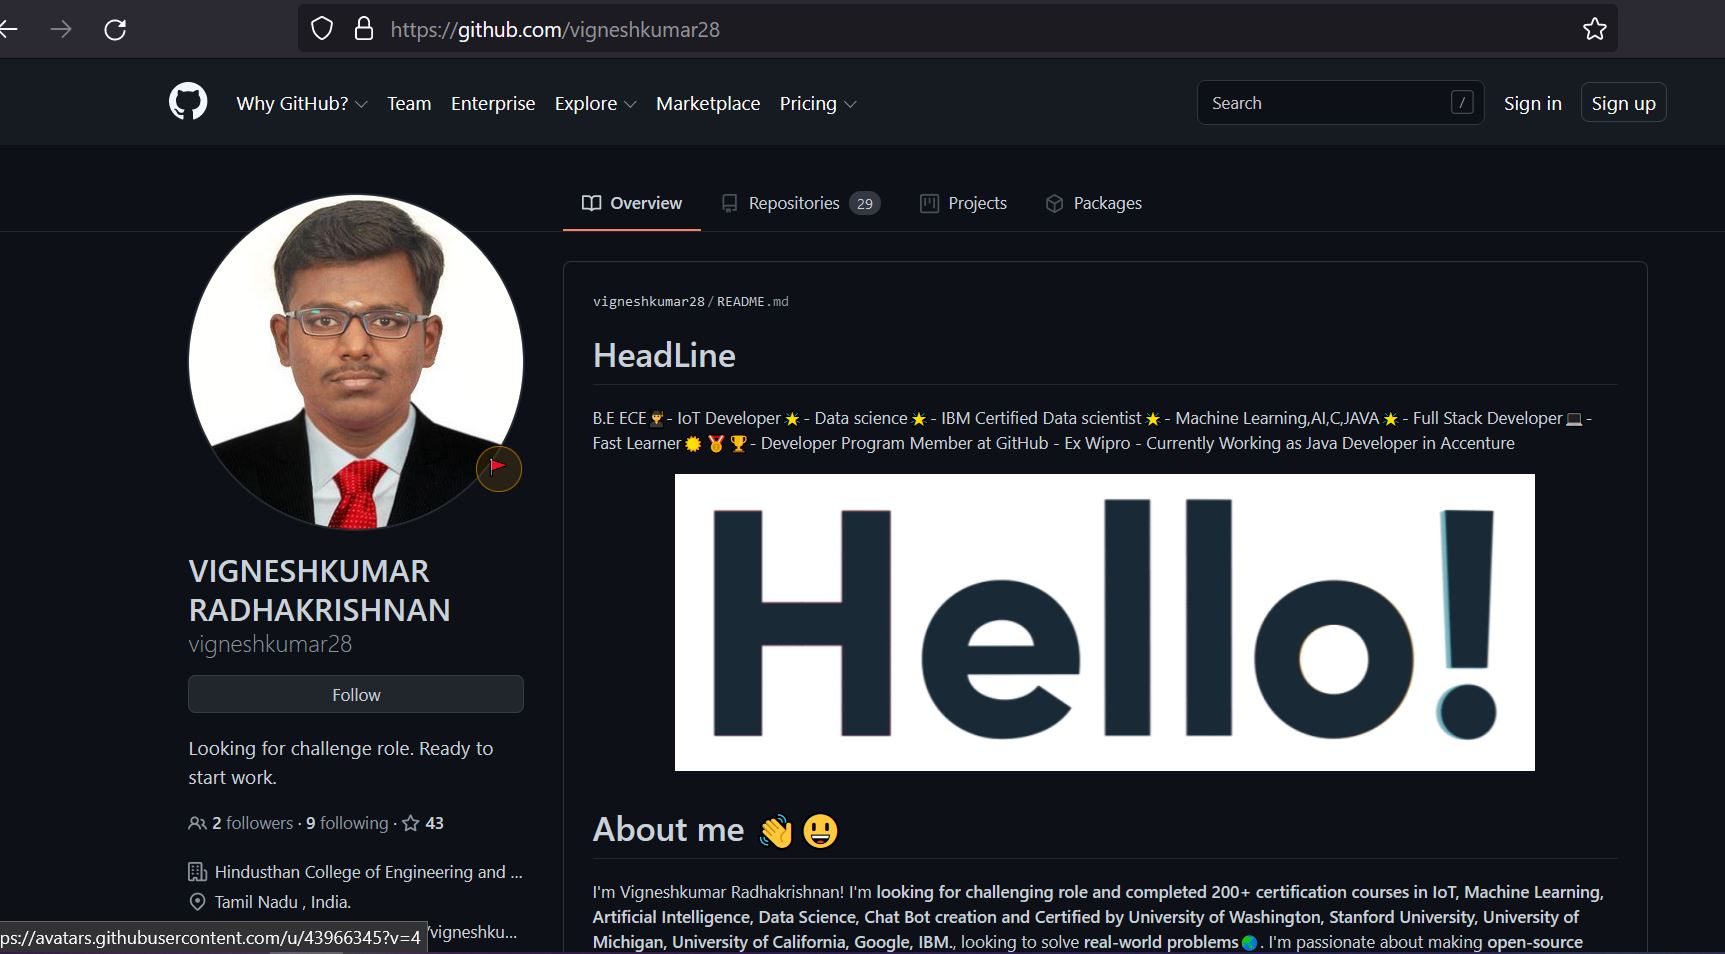 https://github.com/vigneshkumar28
Why GitHub? Team Enterprise Explore Marketplace Pricing
Search /
Sign in
Sign up
Overview
Repositories 29
Projects
Packages
VIGNESHKUMAR
RADHAKRISHNAN
vigneshkumar28
Follow
Looking for challenge role. Ready to
start work.
2 followers · 9 following · 43
Hindusthan College of Engineering and ...
Tamil Nadu , India.
/vigneshku...
ps://avatars.githubusercontent.com/u/43966345?v=4
vigneshkumar28/README.md
HeadLine
B.E ECE👨‍🎓- IoT Developer🌟- Data science🌟- IBM Certified Data scientist🌟- Machine Learning,AI,C,JAVA🌟- Full Stack Developer💻-
Fast Learner🌟🏅🏆- Developer Program Member at GitHub - Ex Wipro - Currently Working as Java Developer in Accenture
Hello!
About me 👋😃
I'm Vigneshkumar Radhakrishnan! I'm looking for challenging role and completed 200+ certification courses in IoT, Machine Learning,
Artificial Intelligence, Data Science, Chat Bot creation and Certified by University of Washington, Stanford University, University of
Michigan, University of California, Google, IBM., looking to solve real-world problems🌏. I'm passionate about making open-source